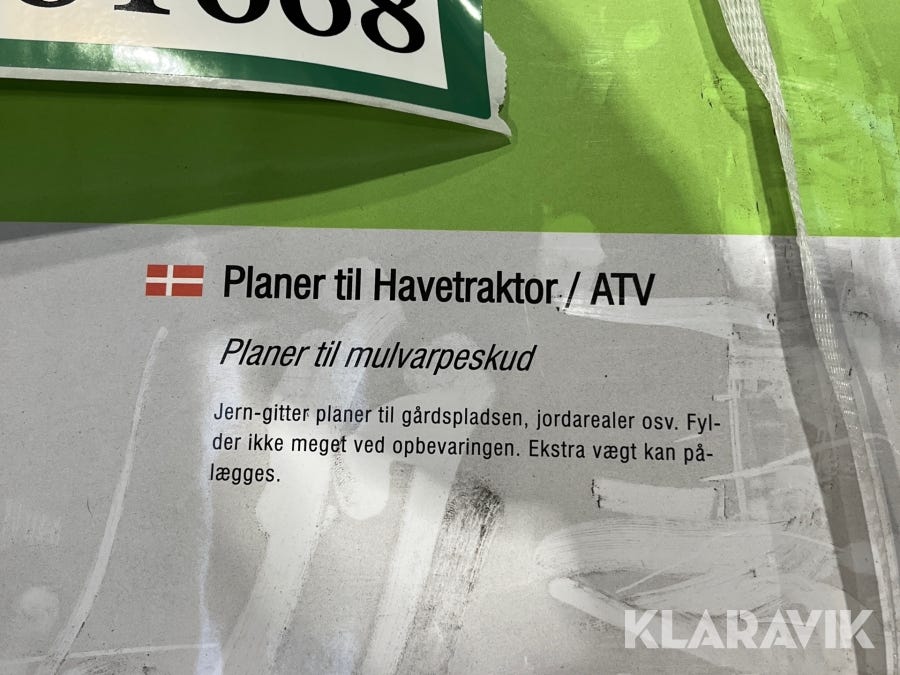 668
Planer til Havetraktor / ATV
Planer til mulvarpeskud
Jern-gitter planer til gårdspladsen, jordarealer osv. Fyl-
der ikke meget ved opbevaringen. Ekstra vægt kan på-
lægges.
KLARAVIK